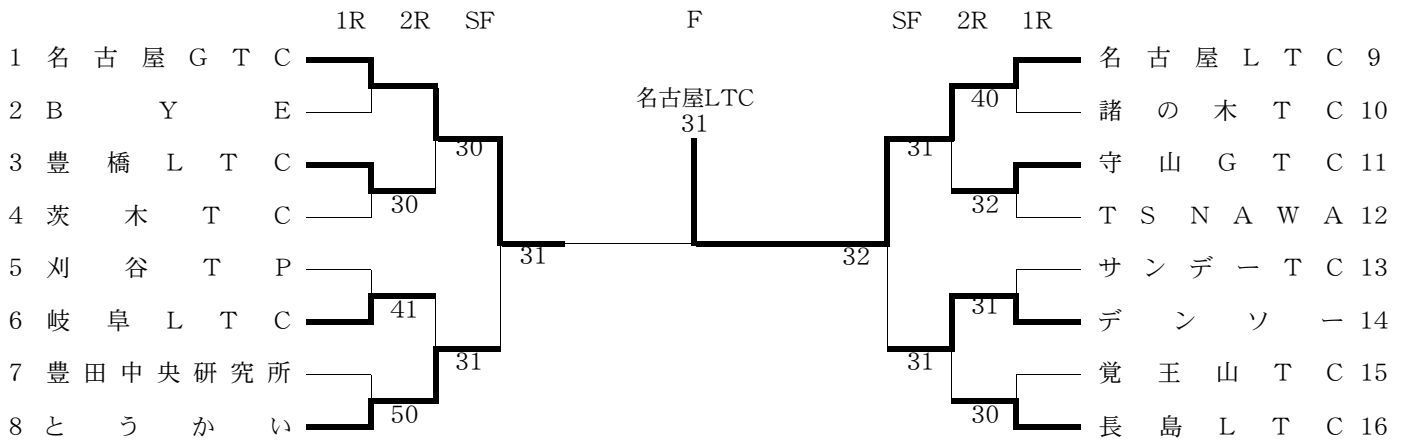 1R 2R SF F SF 2R 1R
1 名古屋GTC 名古屋LTC 9
名古屋LTC 40
2 BYE 諸の木TC 10
31
30 31
3 豊橋LTC 守山GTC 11
30 32
4 茨木TC TS NAWA 12
31 32
5 刈谷TP サンデーTC 13
41 31
6 岐阜LTC デンソー 14
31 31
7 豊田中央研究所 覚王山TC 15
50 30
8 とうかい 長島LTC 16